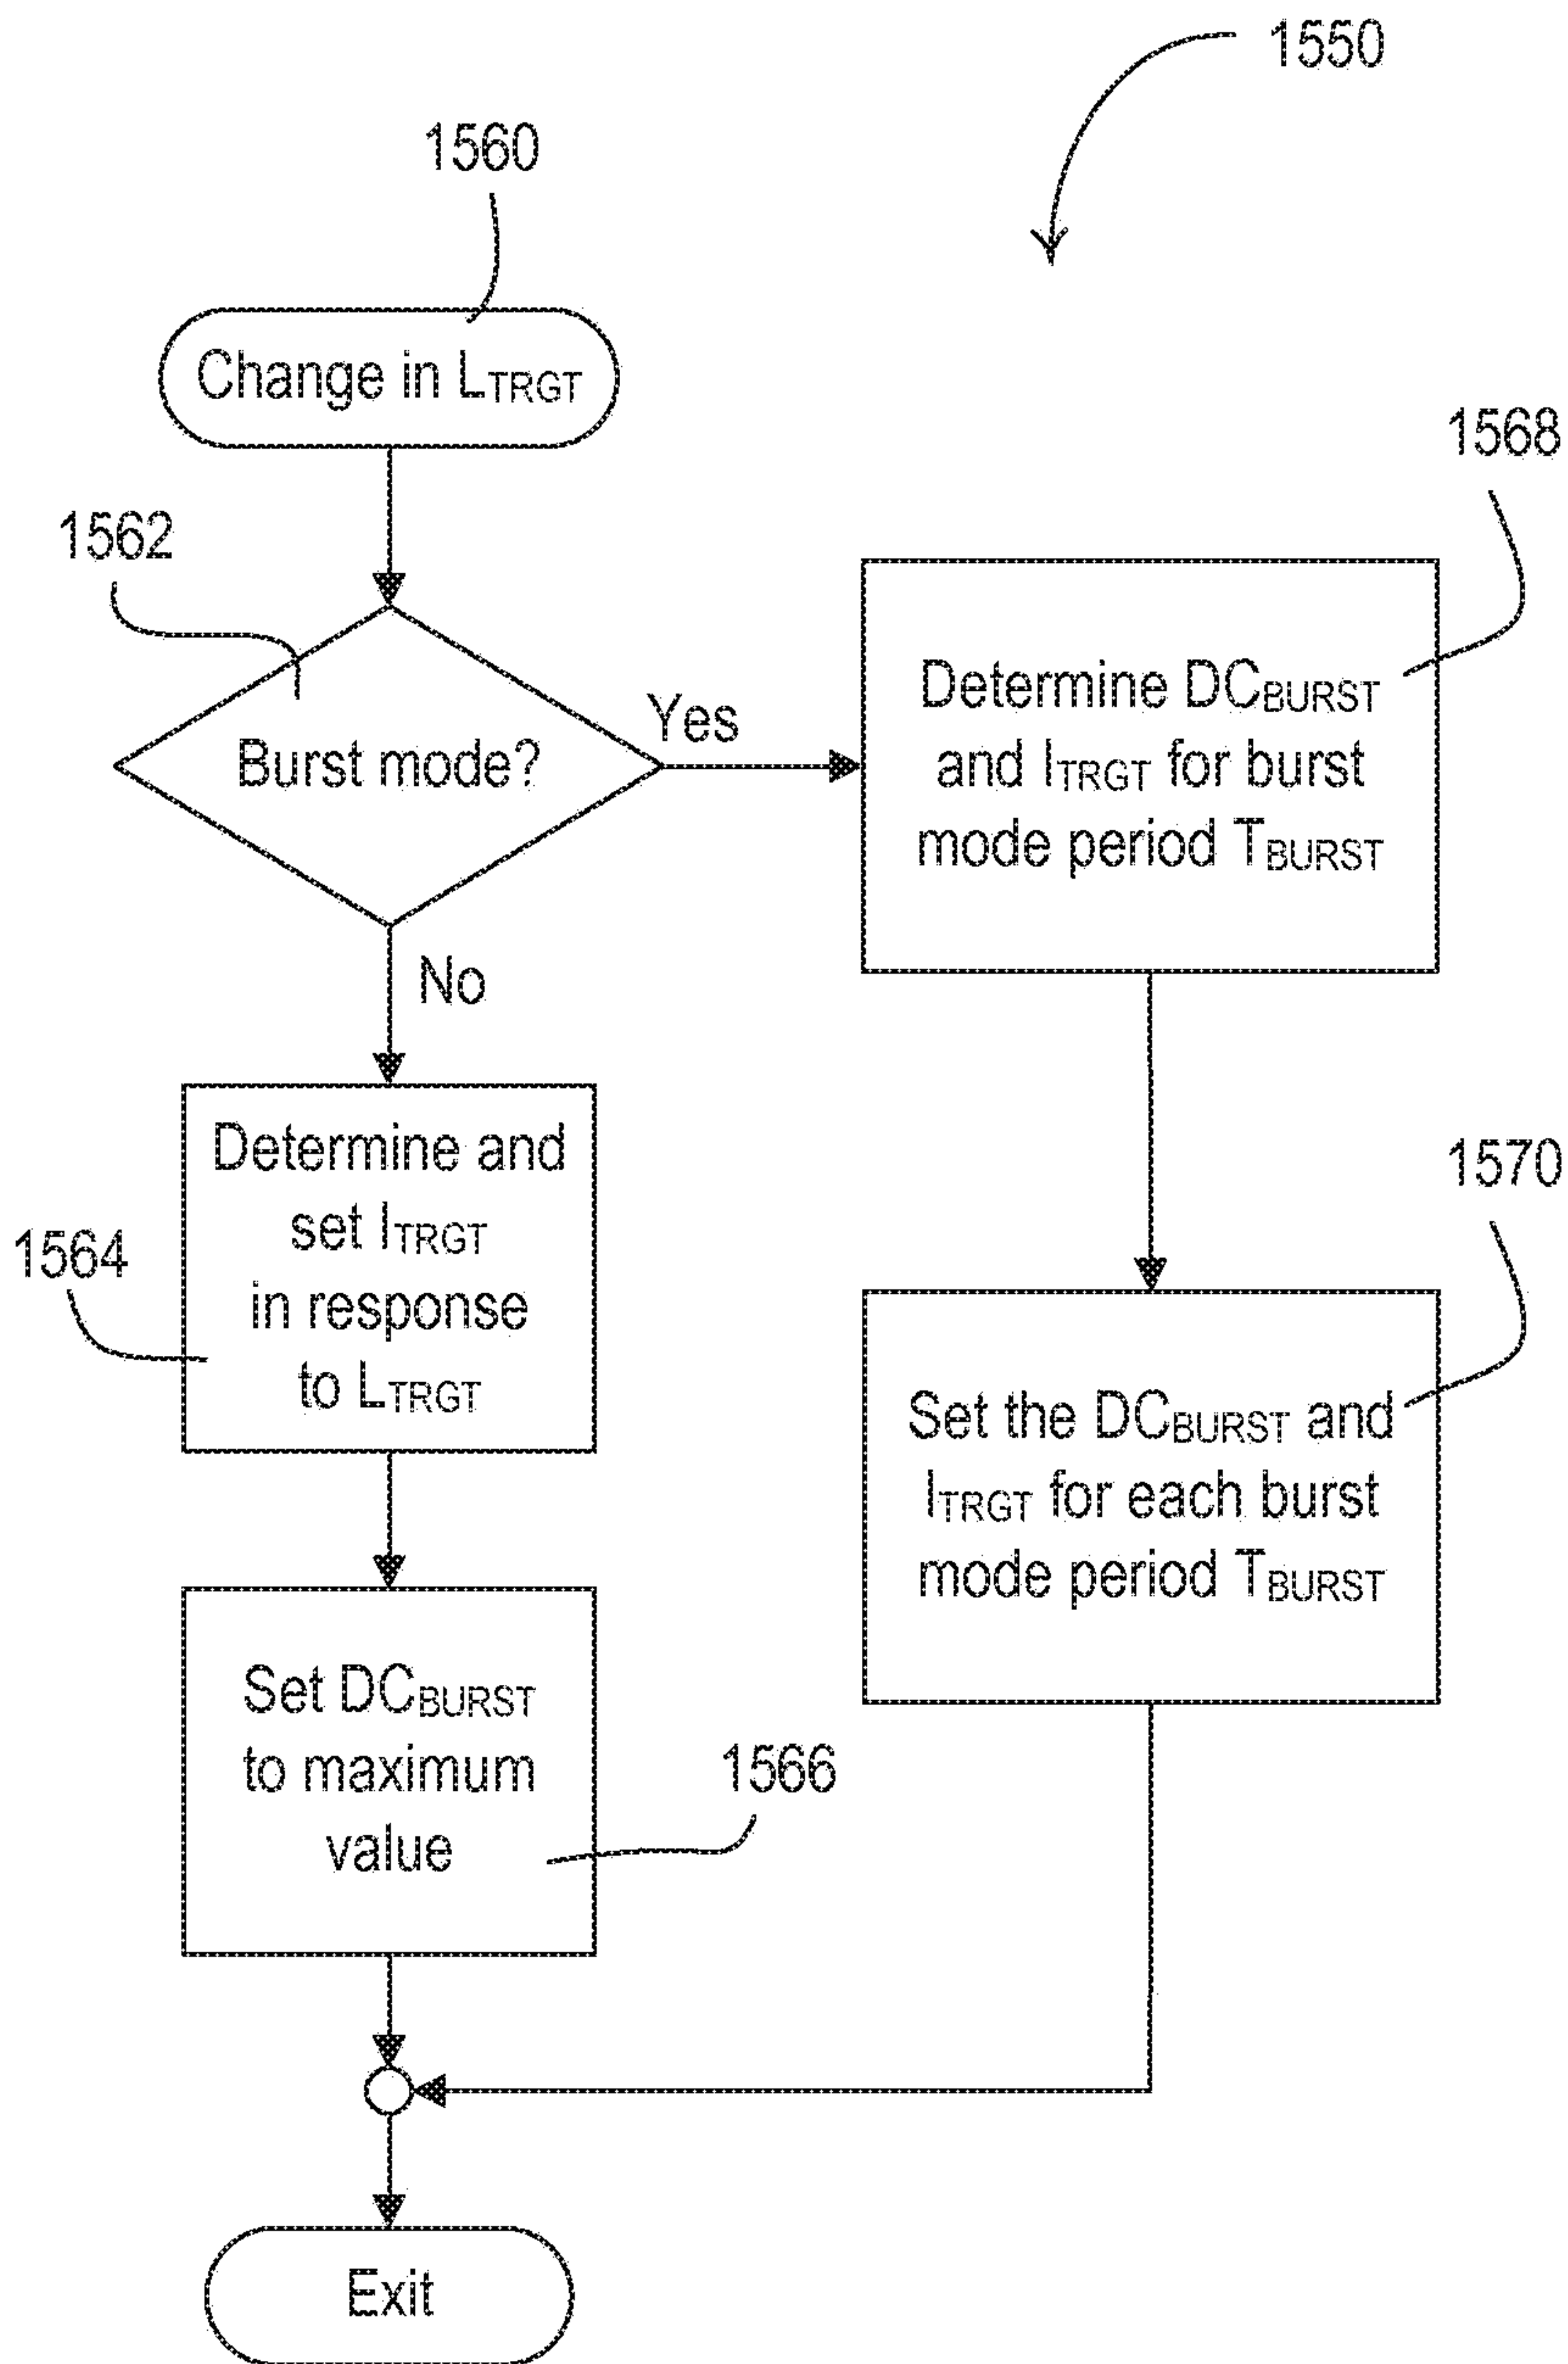 1550
1560
Change in LTRGT
1562
Burst mode?
Yes
No
1568
Determine DCBURST
and ITRGT for burst
mode period TBURST
1564
Determine and
set ITRGT
in response
to LTRGT
1570
Set the DCBURST and
ITRGT for each burst
mode period TBURST
Set DCBURST
to maximum
value
1566
Exit